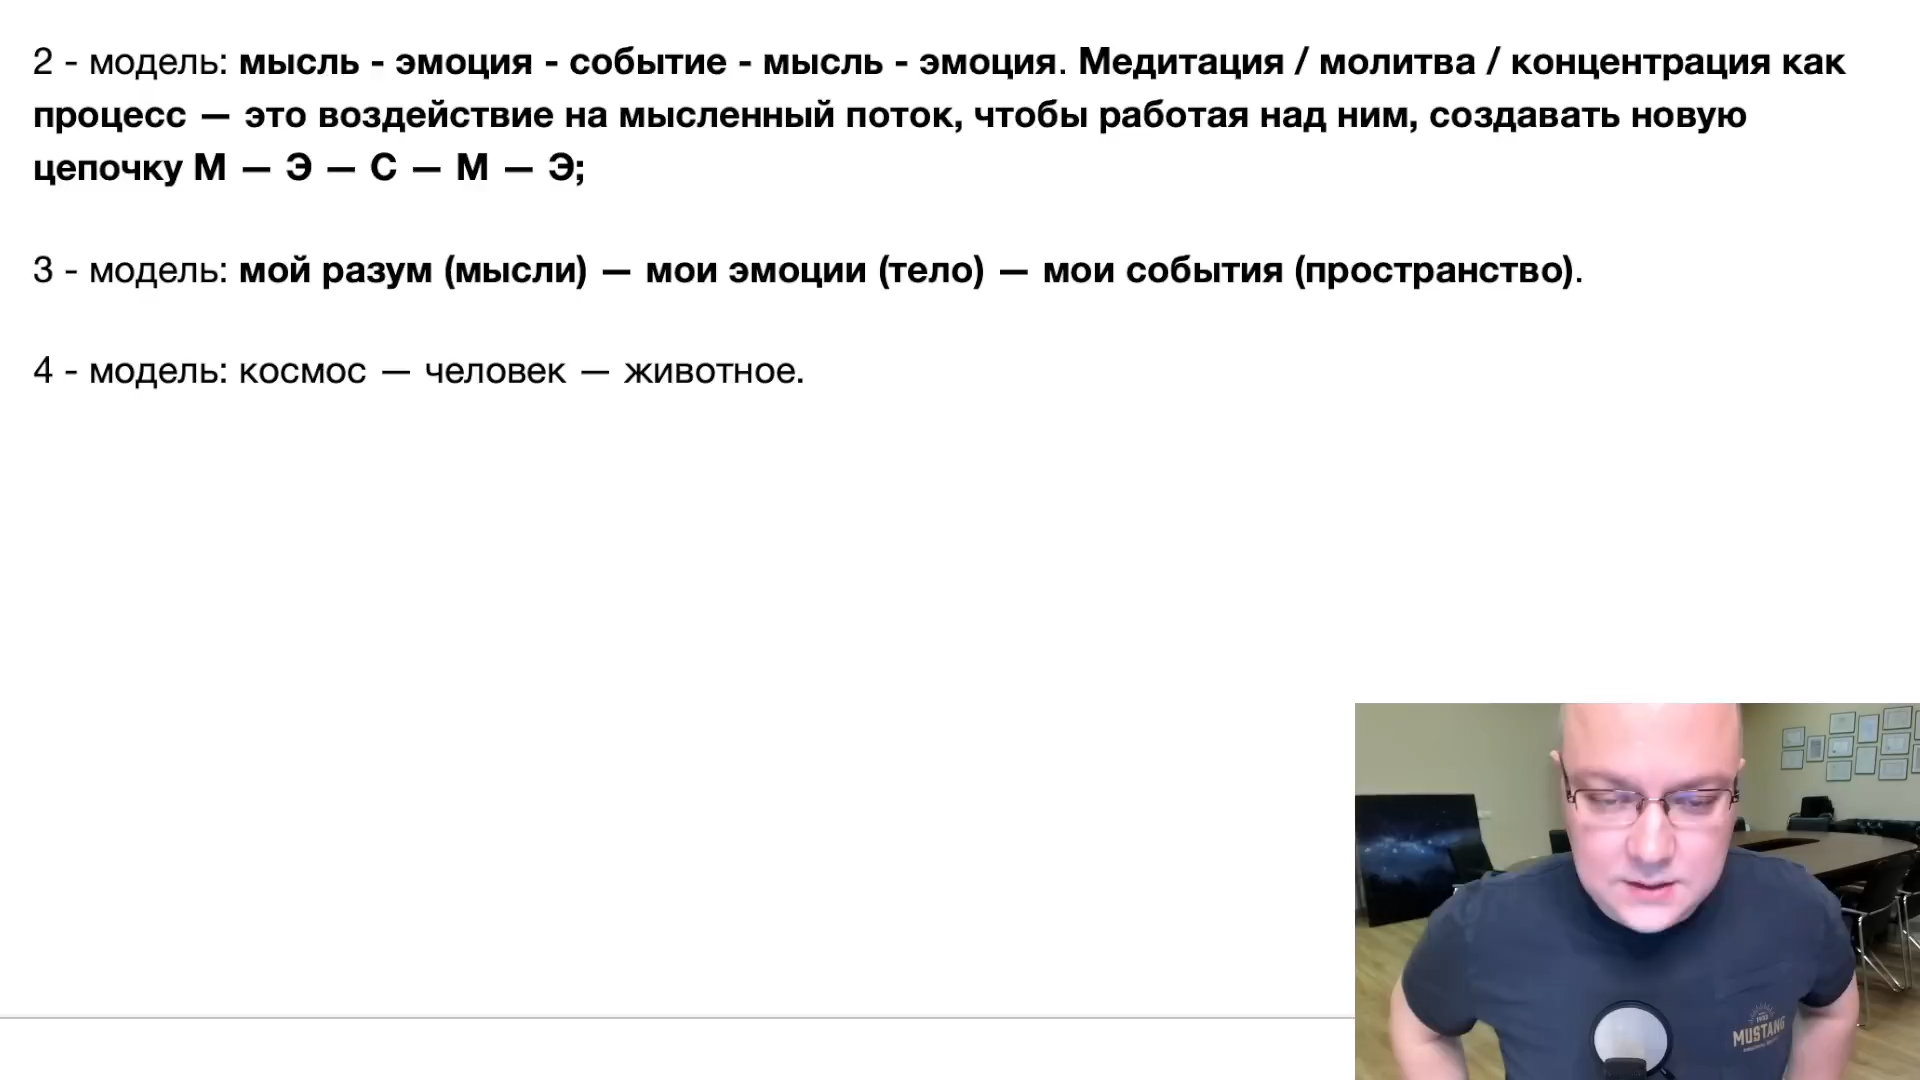 2 - модель: мысль - эмоция - событие - мысль - эмоция. Медитация / молитва / концентрация как
процесс — это воздействие на мысленный поток, чтобы работая над ним, создавать новую
цепочку М — Э — С — М — Э;
3 - модель: мой разум (мысли) — мои эмоции (тело) — мои события (пространство).
4 - модель: космос — человек — животное.
MUSTANG